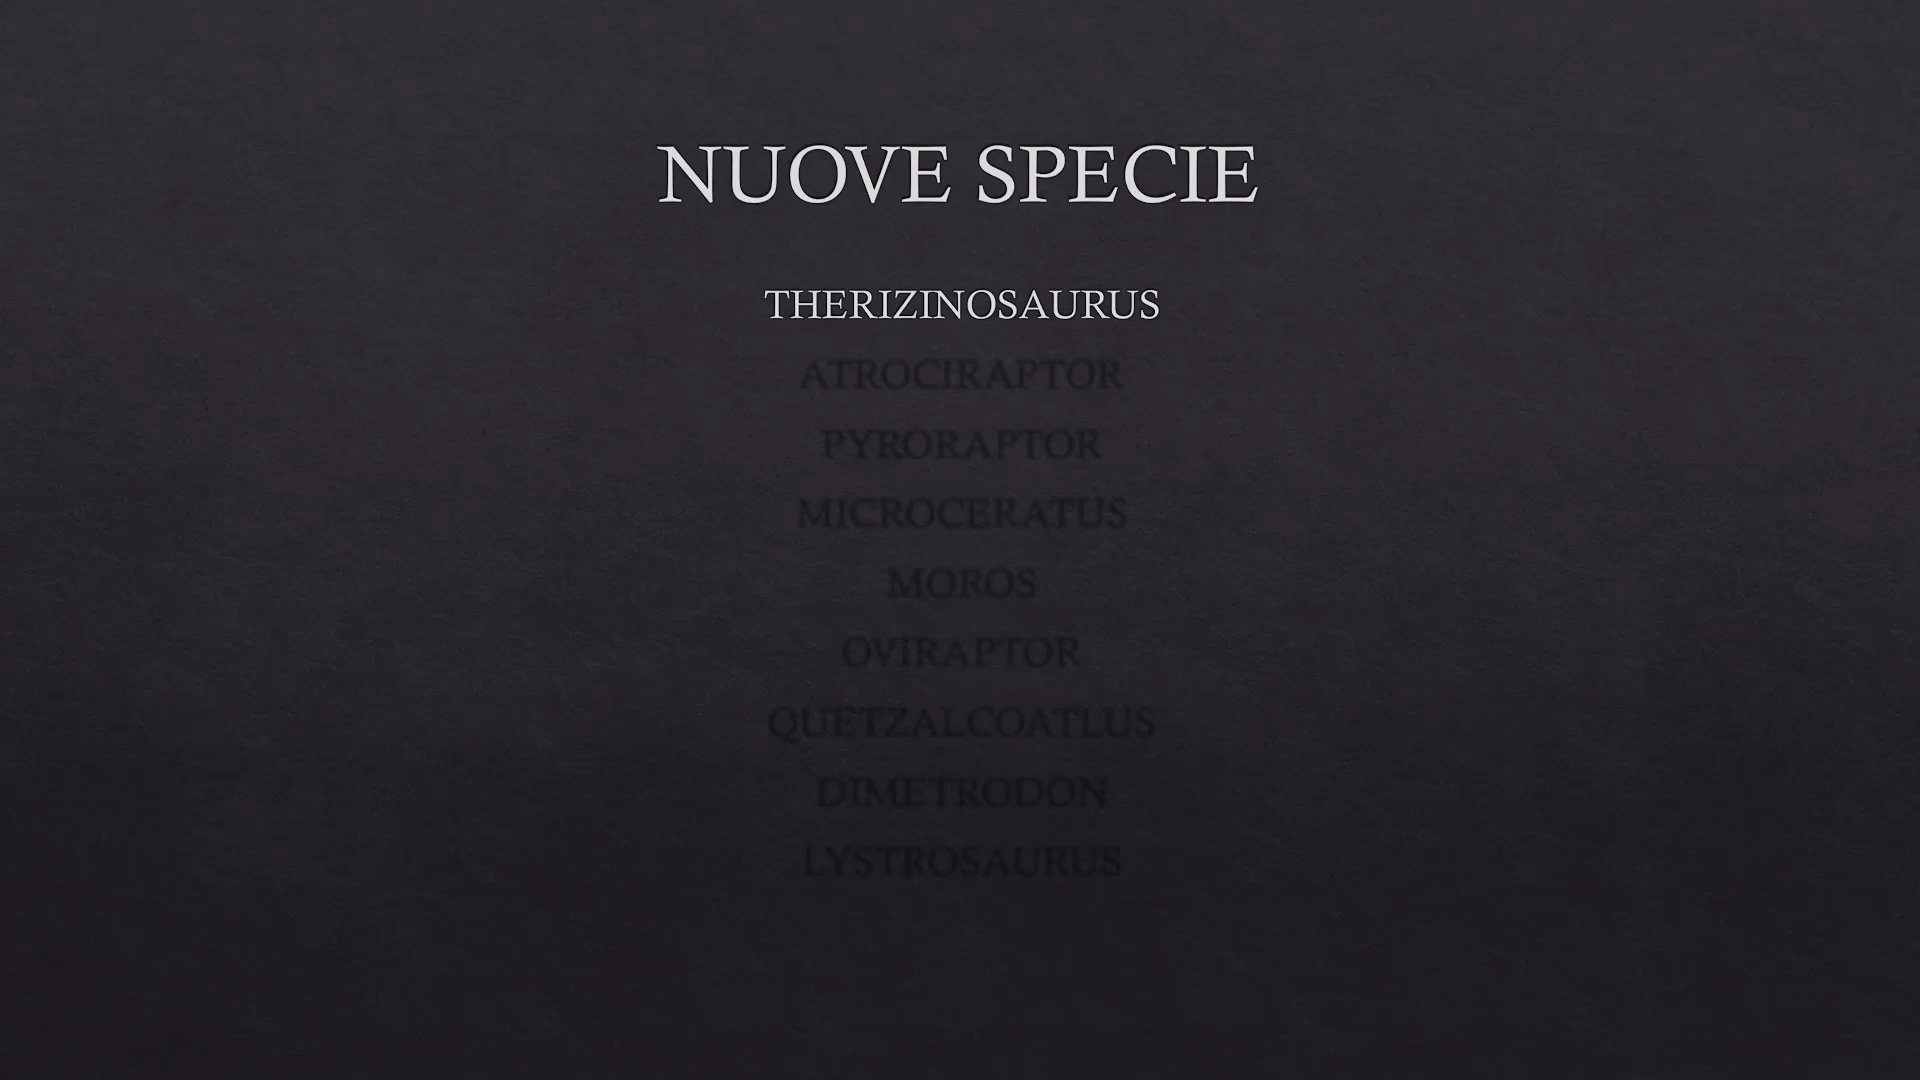 NUOVE SPECIE
THERIZINOSAURUS
ATROCIRAPTOR
PYRORAPTOR
MICROCERATUS
MOROS
OVIRAPTOR
QUETZALCOATLUS
DIMETRODON
LYSTROSAURUS